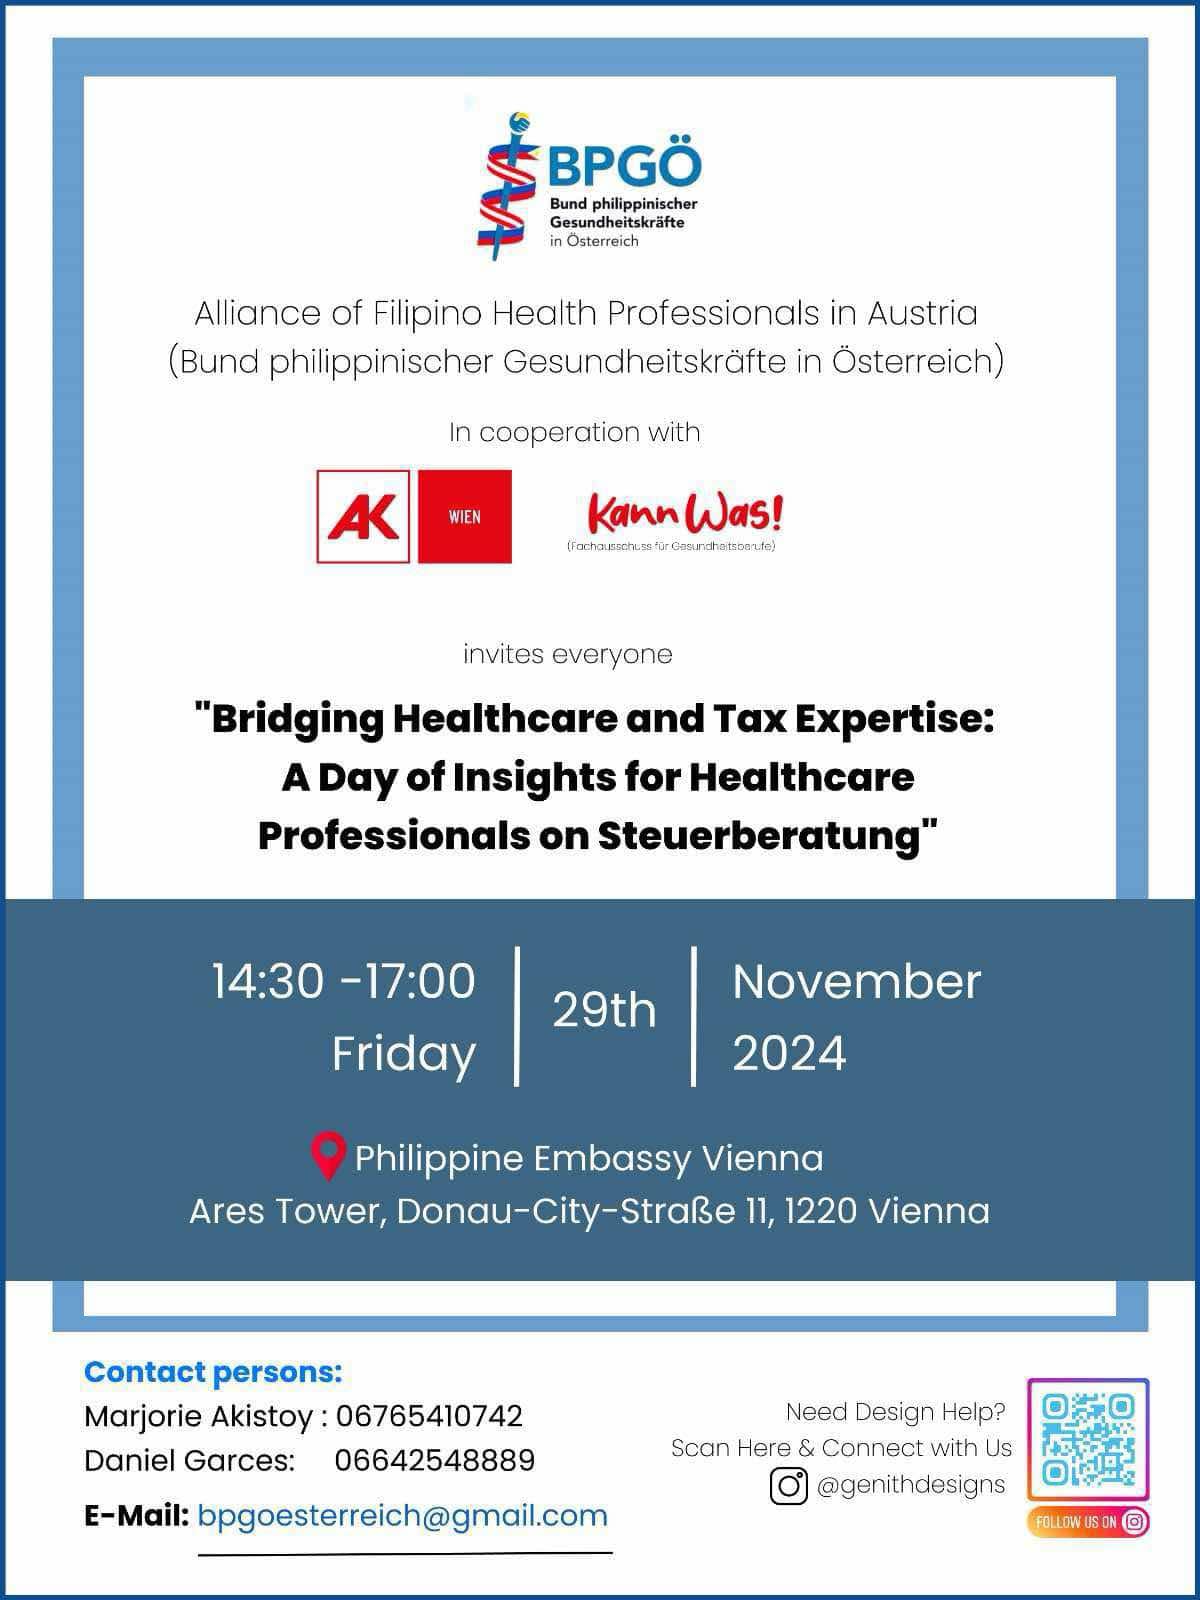 BPGÖ
Bund philippinischer
Gesundheitskräfte
in Österreich
Alliance of Filipino Health Professionals in Austria
(Bund philippinischer Gesundheitskräfte in Österreich)
In cooperation with
AK WIEN
Kann Was!
(Fachausschuss für Gesundheitsberufe)
invites everyone
"Bridging Healthcare and Tax Expertise:
A Day of Insights for Healthcare
Professionals on Steuerberatung"
14:30 -17:00
Friday
29th
November
2024
Philippine Embassy Vienna
Ares Tower, Donau-City-Straße 11, 1220 Vienna
Contact persons:
Marjorie Akistoy : 06765410742
Daniel Garces: 06642548889
E-Mail: bpgoesterreich@gmail.com
Need Design Help?
Scan Here & Connect with Us
@genithdesigns
FOLLOW US ON